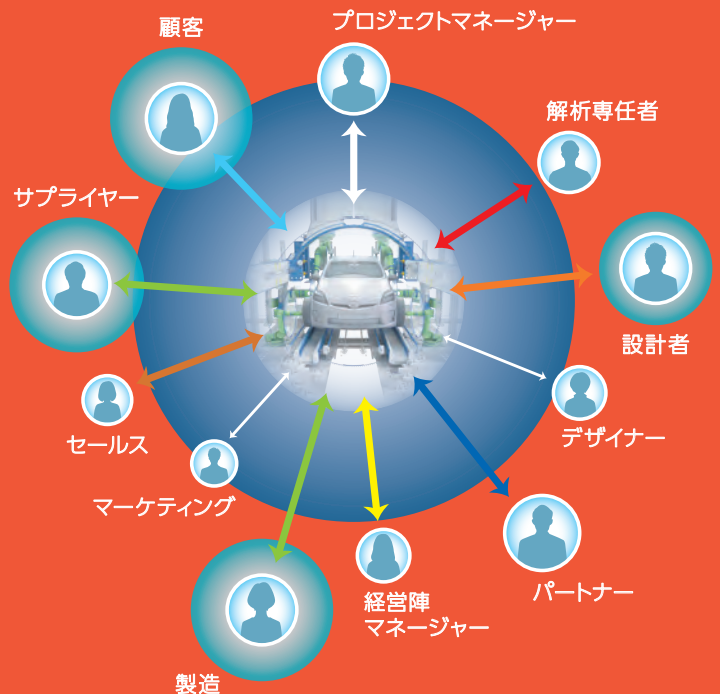 プロジェクトマネージャー
顧客
解析専任者
サプライヤー
設計者
セールス
デザイナー
マーケティング
パートナー
経営陣
マネージャー
製造